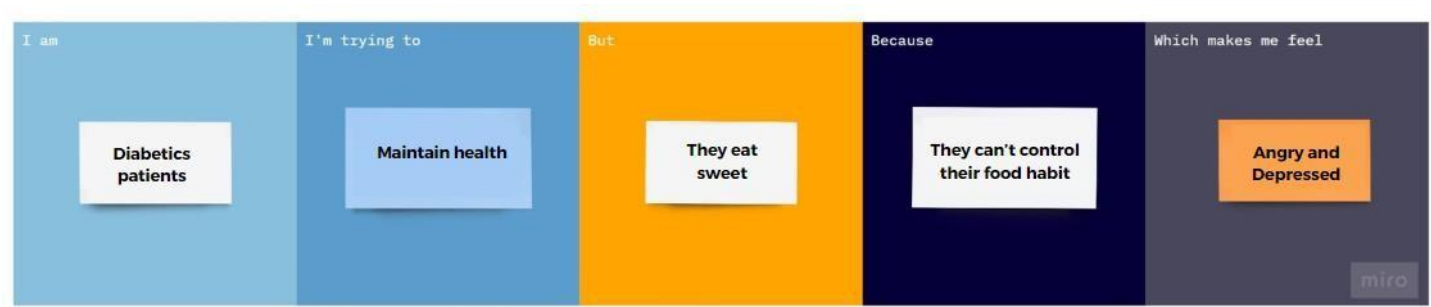 I am
Diabetics
patients
I'm trying to
Maintain health
But
They eat
sweet
Because
They can't control
their food habit
Which makes me feel
Angry and
Depressed
miro